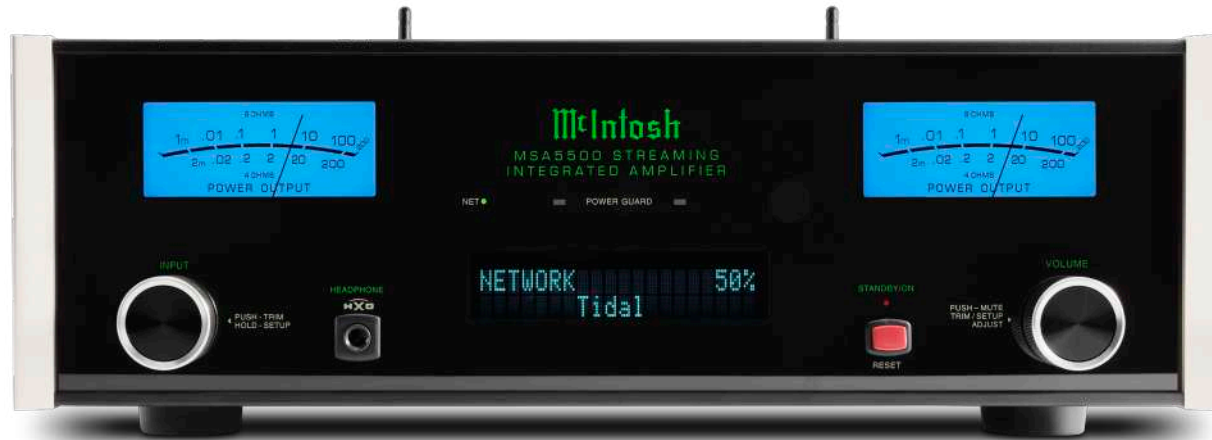 8 OHMS
1m .01 .1 1 10 100 200
2m .02 .2 2 20 200
4 OHMS
POWER OUTPUT
McIntosh
MSA5500 STREAMING
INTEGRATED AMPLIFIER
NET
POWER GUARD
8 OHMS
1m .01 .1 1 10 100 200
2m .02 .2 2 20 200
4 OHMS
POWER OUTPUT
INPUT
PUSH - TRIM
HOLD - SETUP
HEADPHONE
HXD
NETWORK 50%
Tidal
STANDBY/ON
RESET
VOLUME
PUSH - MUTE
TRIM / SETUP
ADJUST